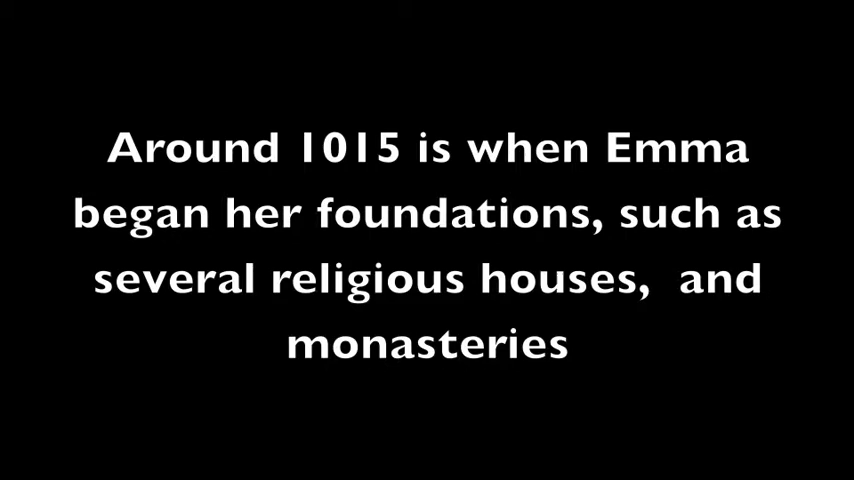 Around 1015 is when Emma
began her foundations, such as
several religious houses,  and
monasteries